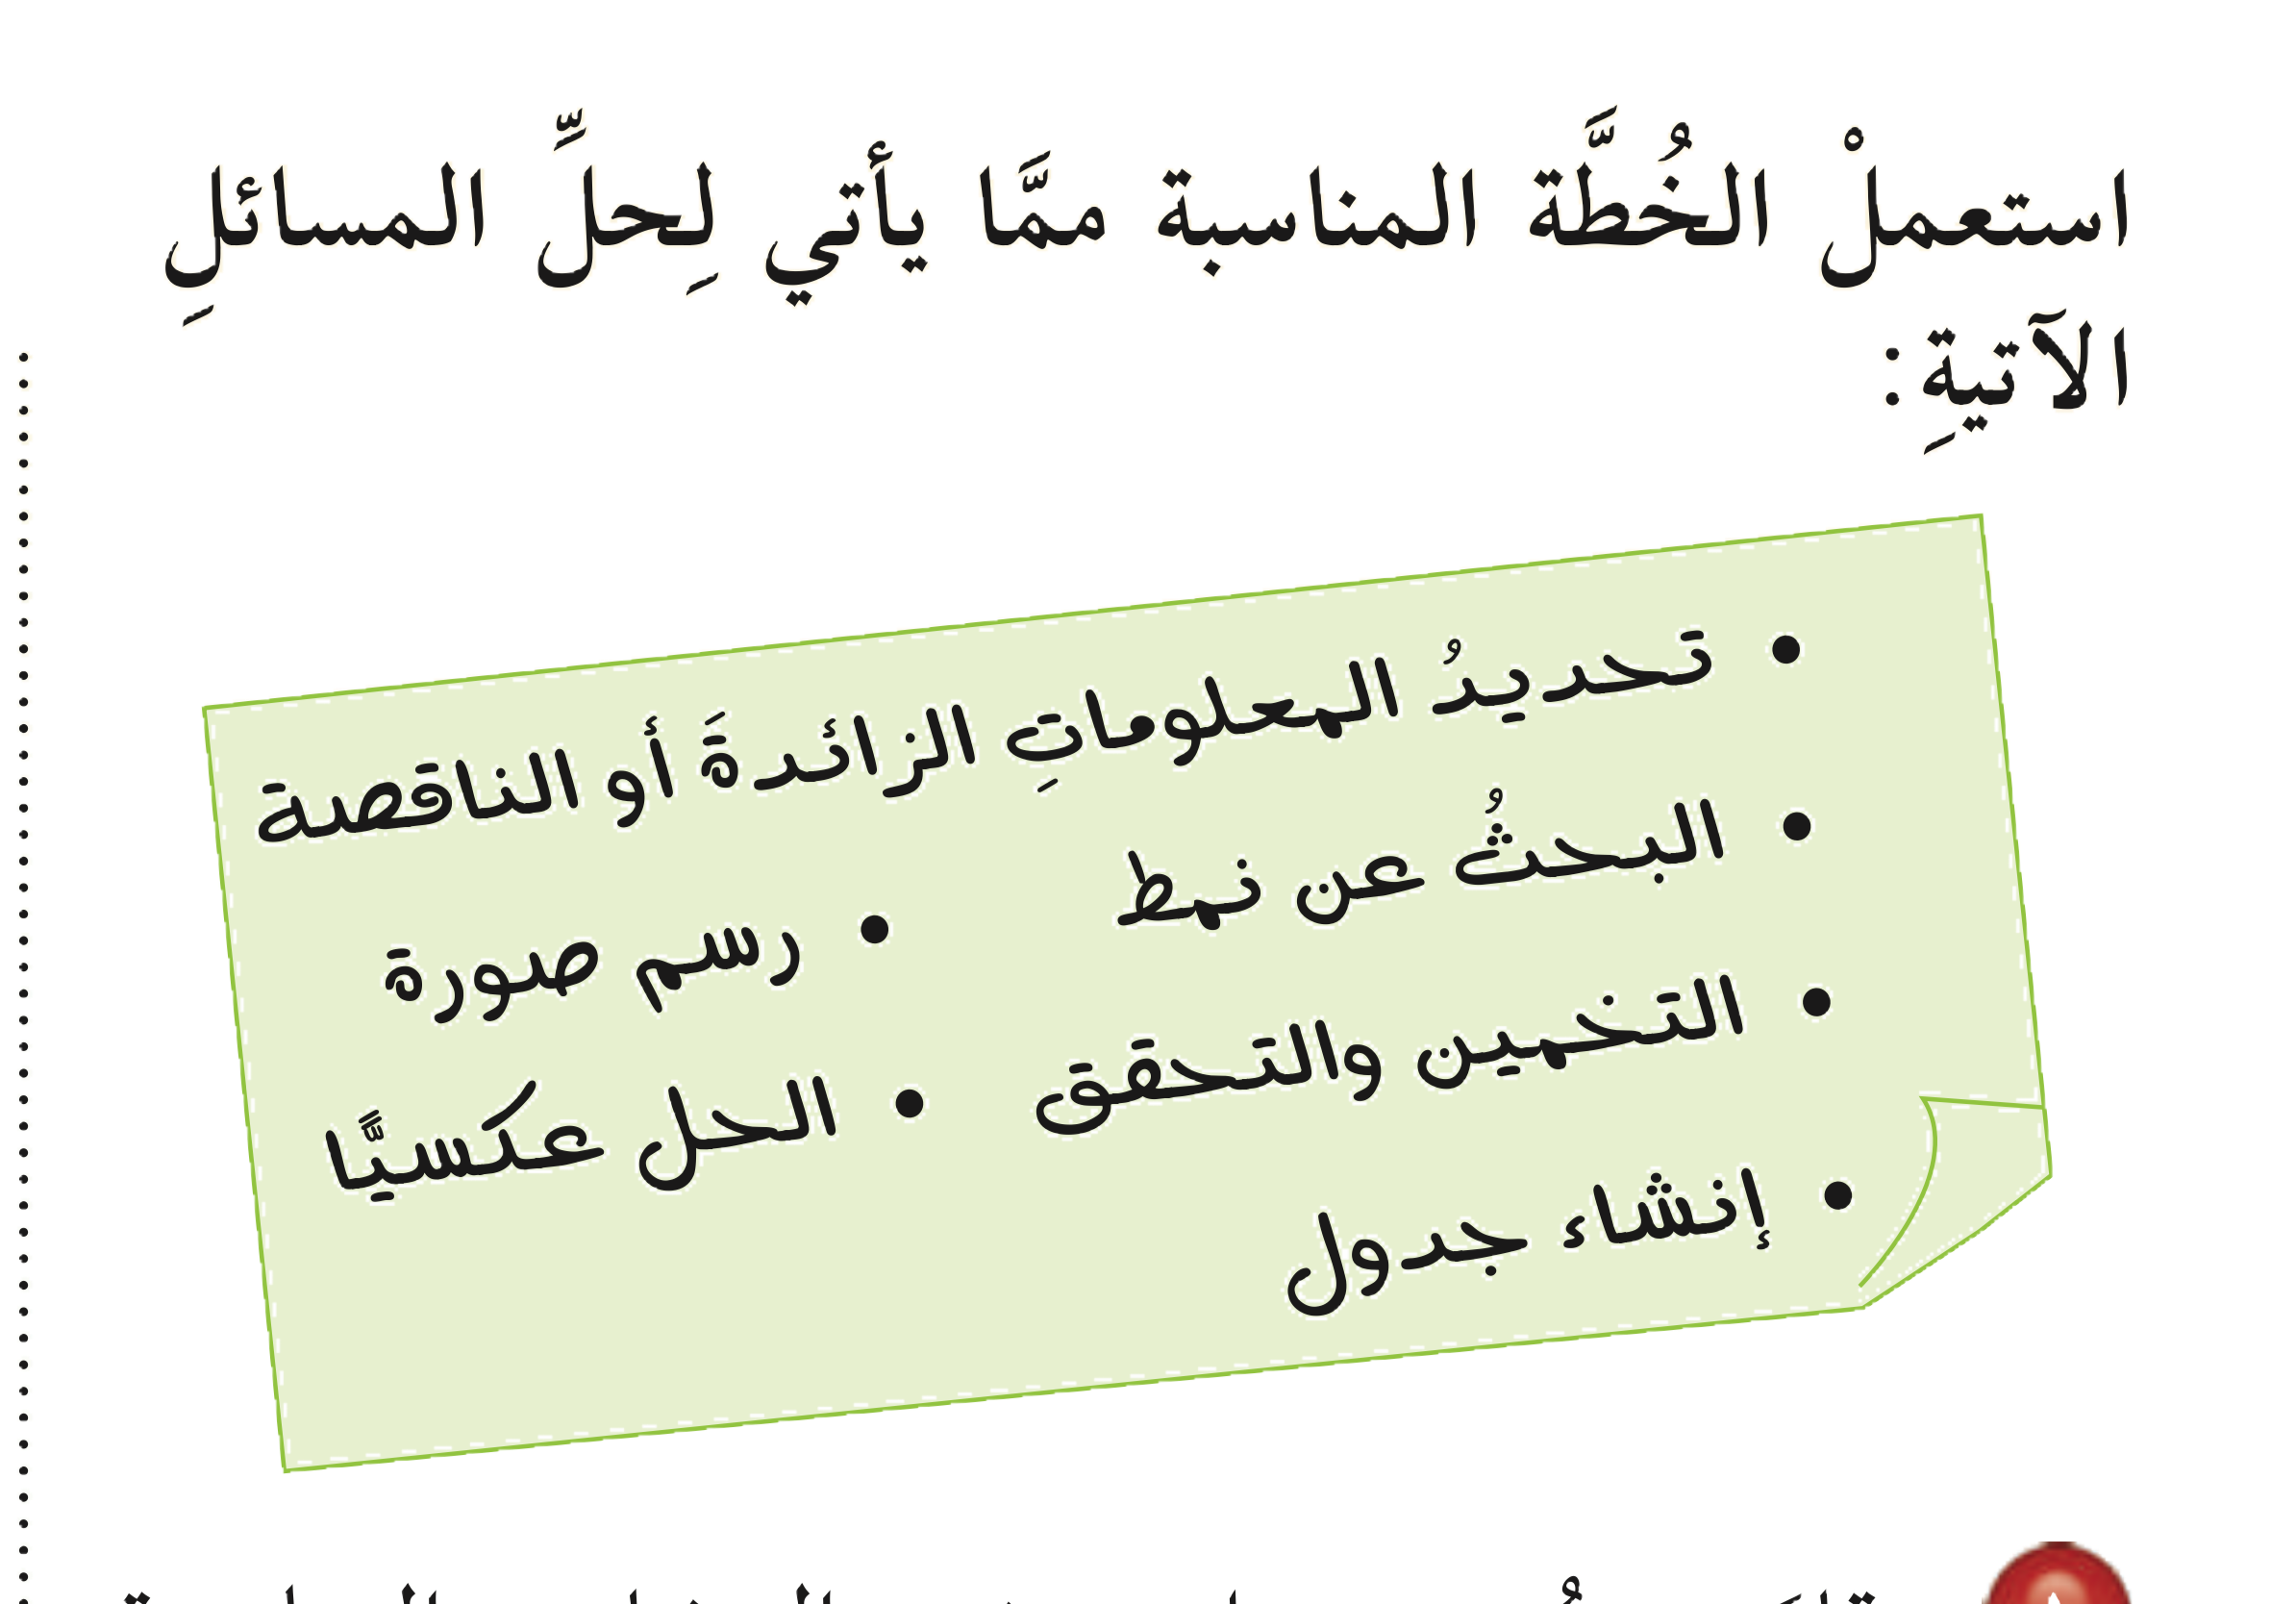 استعملْ الخُطَّة المناسبة ممَّا يأتي لِحلِّ المسائلِ
الآتيةِ:
• تحديدُ المعلوماتِ الزائدةَ أو الناقصة
• البحثُ عن نمط • رسم صورة
• التخمين والتحقق • الحل عكسيًّا
• إنشاء جدول